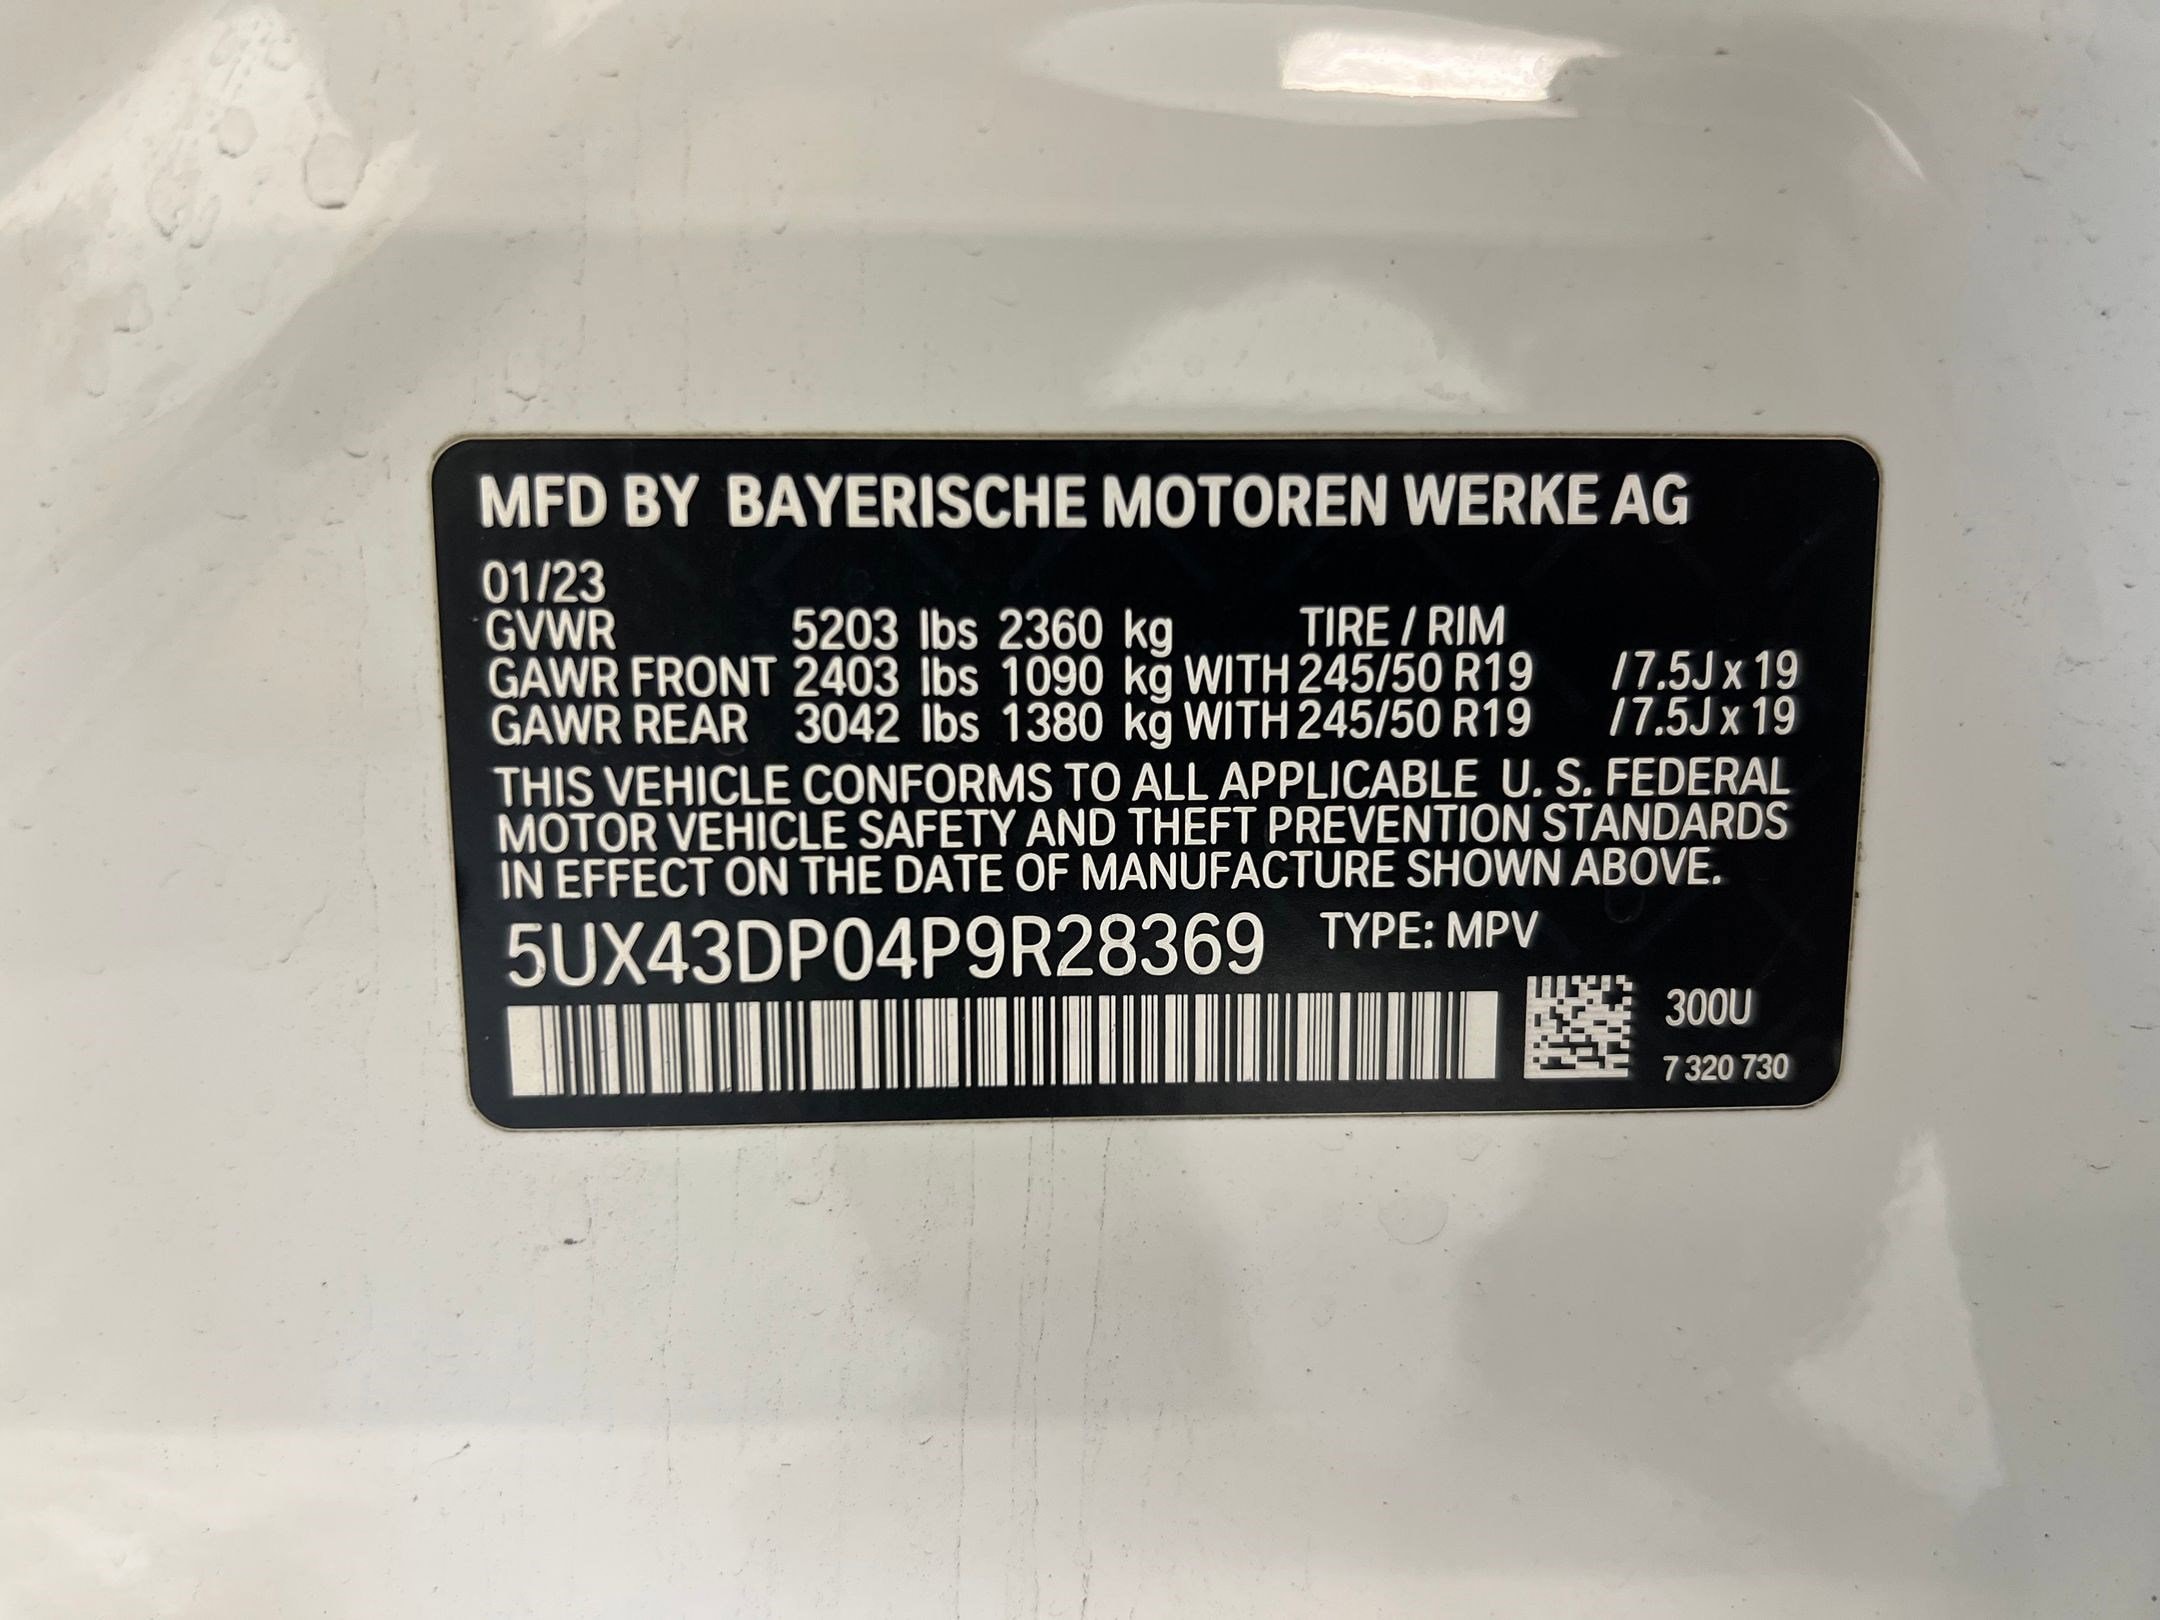 MFD BY BAYERISCHE MOTOREN WERKE AG
01/23
GVWR 5203 lbs 2360 kg TIRE / RIM
GAWR FRONT 2403 lbs 1090 kg WITH 245/50 R19 /7.5J x 19
GAWR REAR 3042 lbs 1380 kg WITH 245/50 R19 /7.5J x 19
THIS VEHICLE CONFORMS TO ALL APPLICABLE U. S. FEDERAL
MOTOR VEHICLE SAFETY AND THEFT PREVENTION STANDARDS
IN EFFECT ON THE DATE OF MANUFACTURE SHOWN ABOVE.
5UX43DP04P9R28369 TYPE: MPV
300U
7 320 730